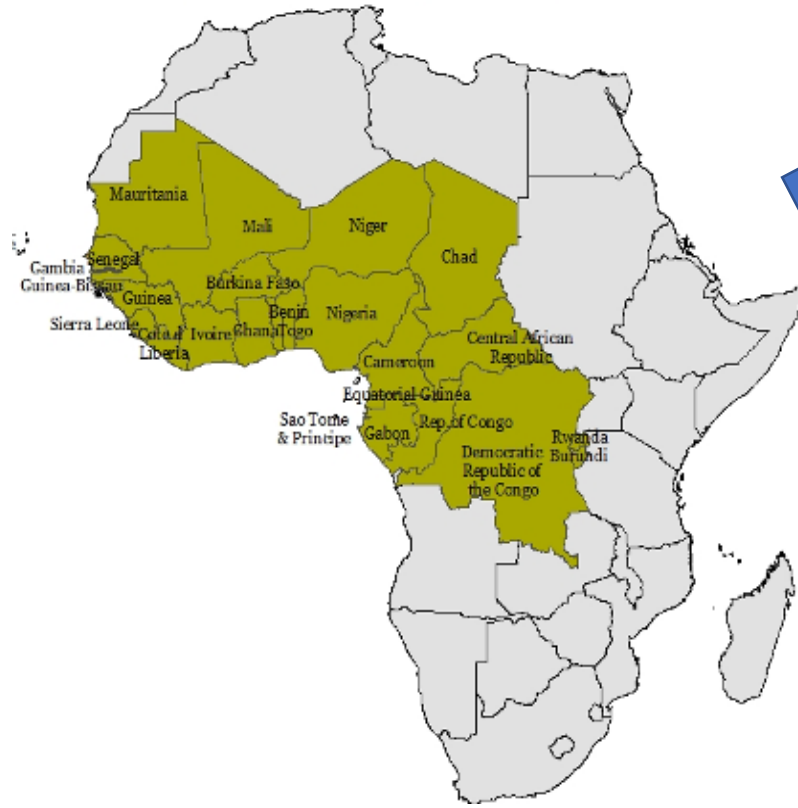 Mauritania
Mali
Niger
Chad
Senegal
Gambia
Guinea-Bissau
Burkina Faso
Guinea
Benin
Nigeria
Sierra Leone
Cote d Ivoire
Ghana
Togo
Liberia
Central African
Republic
Cameroon
Equatorial Guinea
Sao Tome
& Principe
Rep. of Congo
Gabon
Rwanda
Burundi
Democratic
Republic of
the Congo